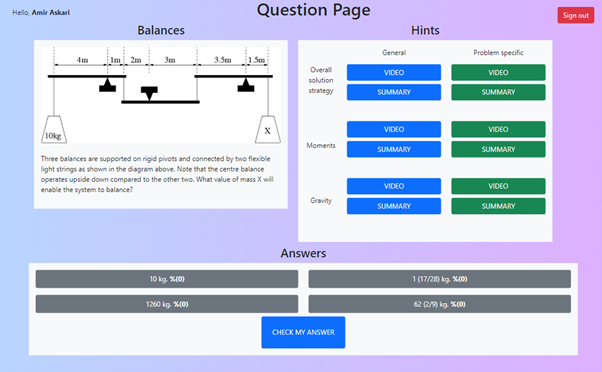 Hello, Amir Askari
Question Page
Sign out
Balances
4m 1m 2m 3m 3.5m 1.5m
10kg
X
Three balances are supported on rigid pivots and connected by two flexible
light strings as shown in the diagram above. Note that the centre balance
operates upside down compared to the other two. What value of mass X will
enable the system to balance?
Hints
General Problem specific
Overall
solution
strategy
VIDEO VIDEO
SUMMARY SUMMARY
Moments
VIDEO VIDEO
SUMMARY SUMMARY
Gravity
VIDEO VIDEO
SUMMARY SUMMARY
Answers
10 kg. %(0) 1 (17/28) kg. %(0)
1260 kg. %(0) 62 (2/9) kg. %(0)
CHECK MY ANSWER